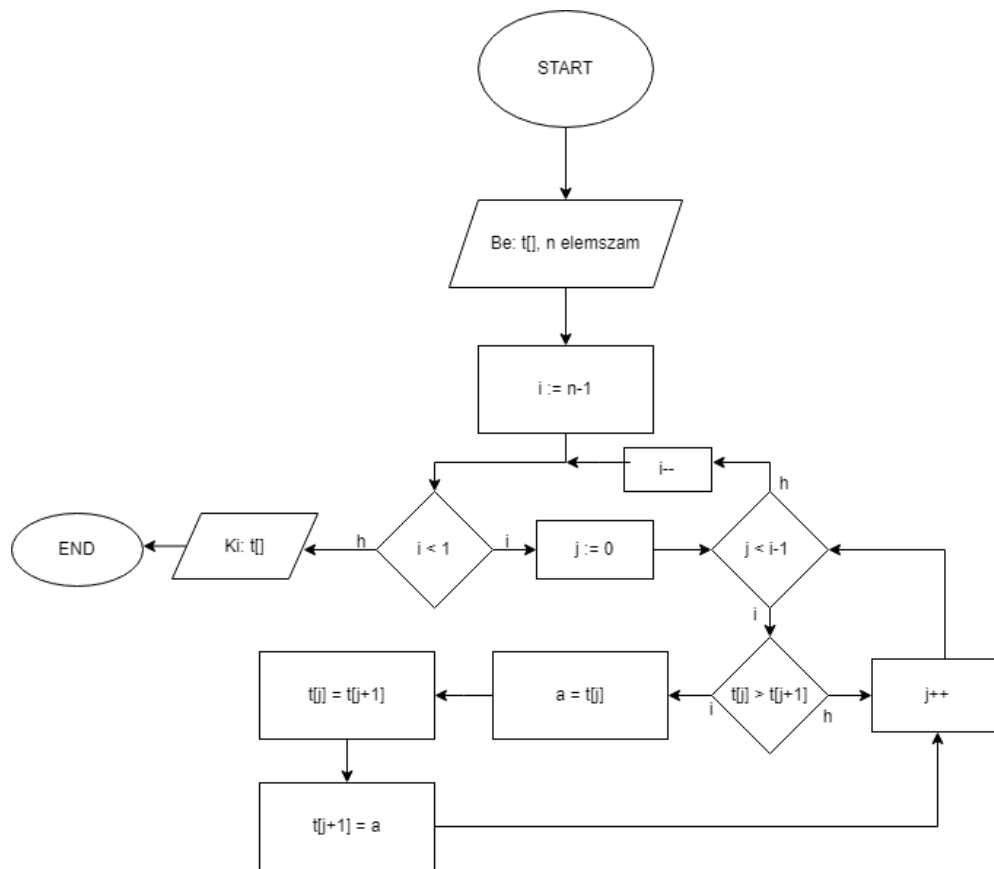 START
Be: t[], n elemszam
i := n-1
i--
h
END
Ki: t[]
h
i < 1
i
j := 0
j < i-1
i
t[j] = t[j+1]
a = t[j]
i
t[j] > t[j+1]
h
j++
t[j+1] = a